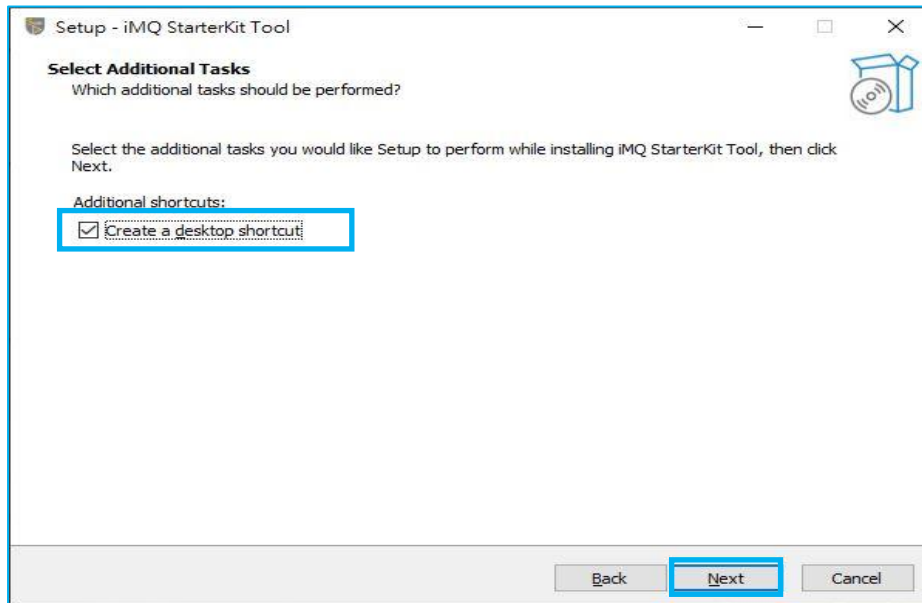 Setup - iMQ StarterKit Tool
Select Additional Tasks
Which additional tasks should be performed?
Select the additional tasks you would like Setup to perform while installing iMQ StarterKit Tool, then click
Next.
Additional shortcuts:
Create a desktop shortcut
Back Next Cancel